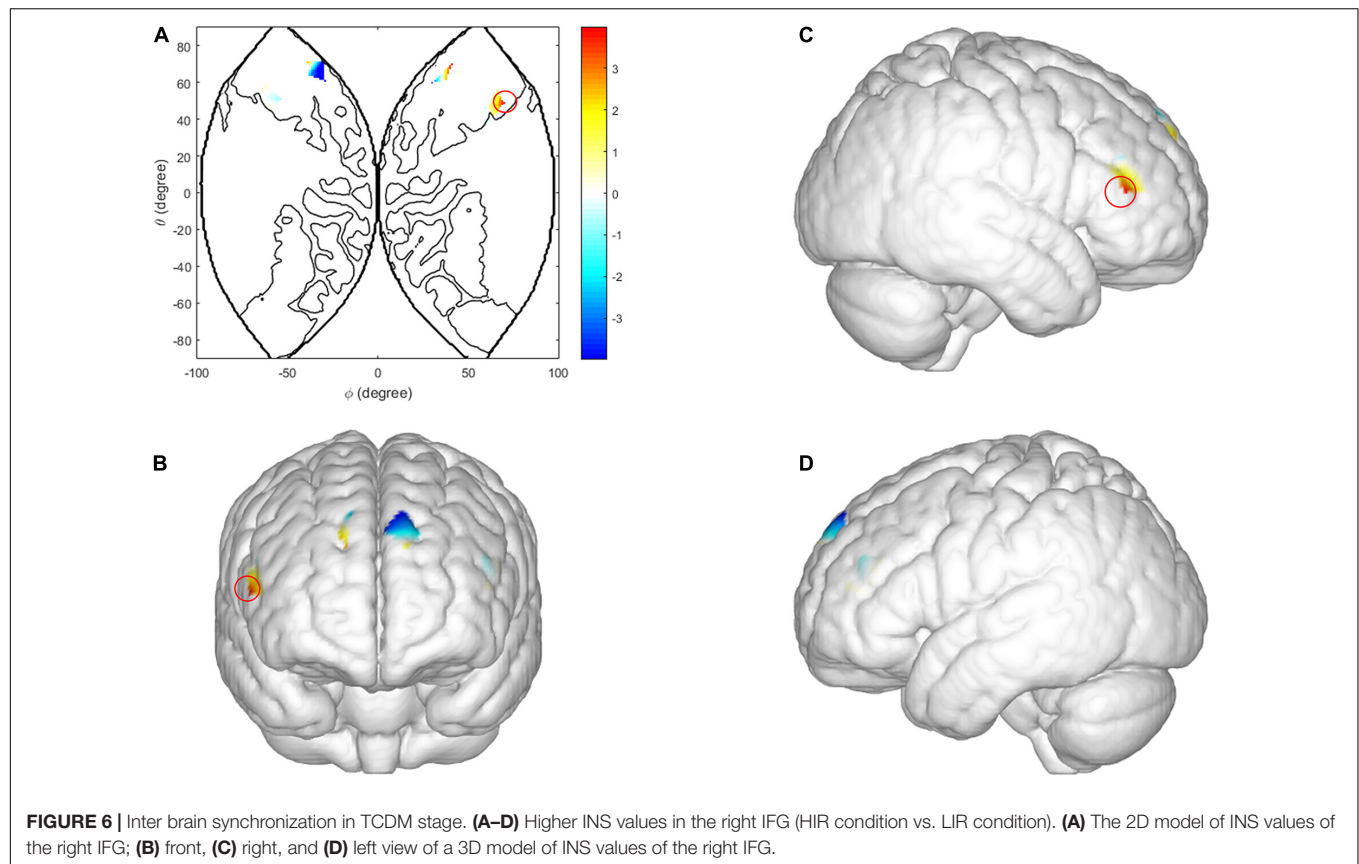 A
80
60
40
20
0
-20
-40
-60
-80
θ (degree)
-100
-50
0
50
100
ϕ (degree)
3
2
1
0
-1
-2
-3
C
B
D
FIGURE 6 | Inter brain synchronization in TCDM stage. (A–D) Higher INS values in the right IFG (HIR condition vs. LIR condition). (A) The 2D model of INS values of
the right IFG; (B) front, (C) right, and (D) left view of a 3D model of INS values of the right IFG.